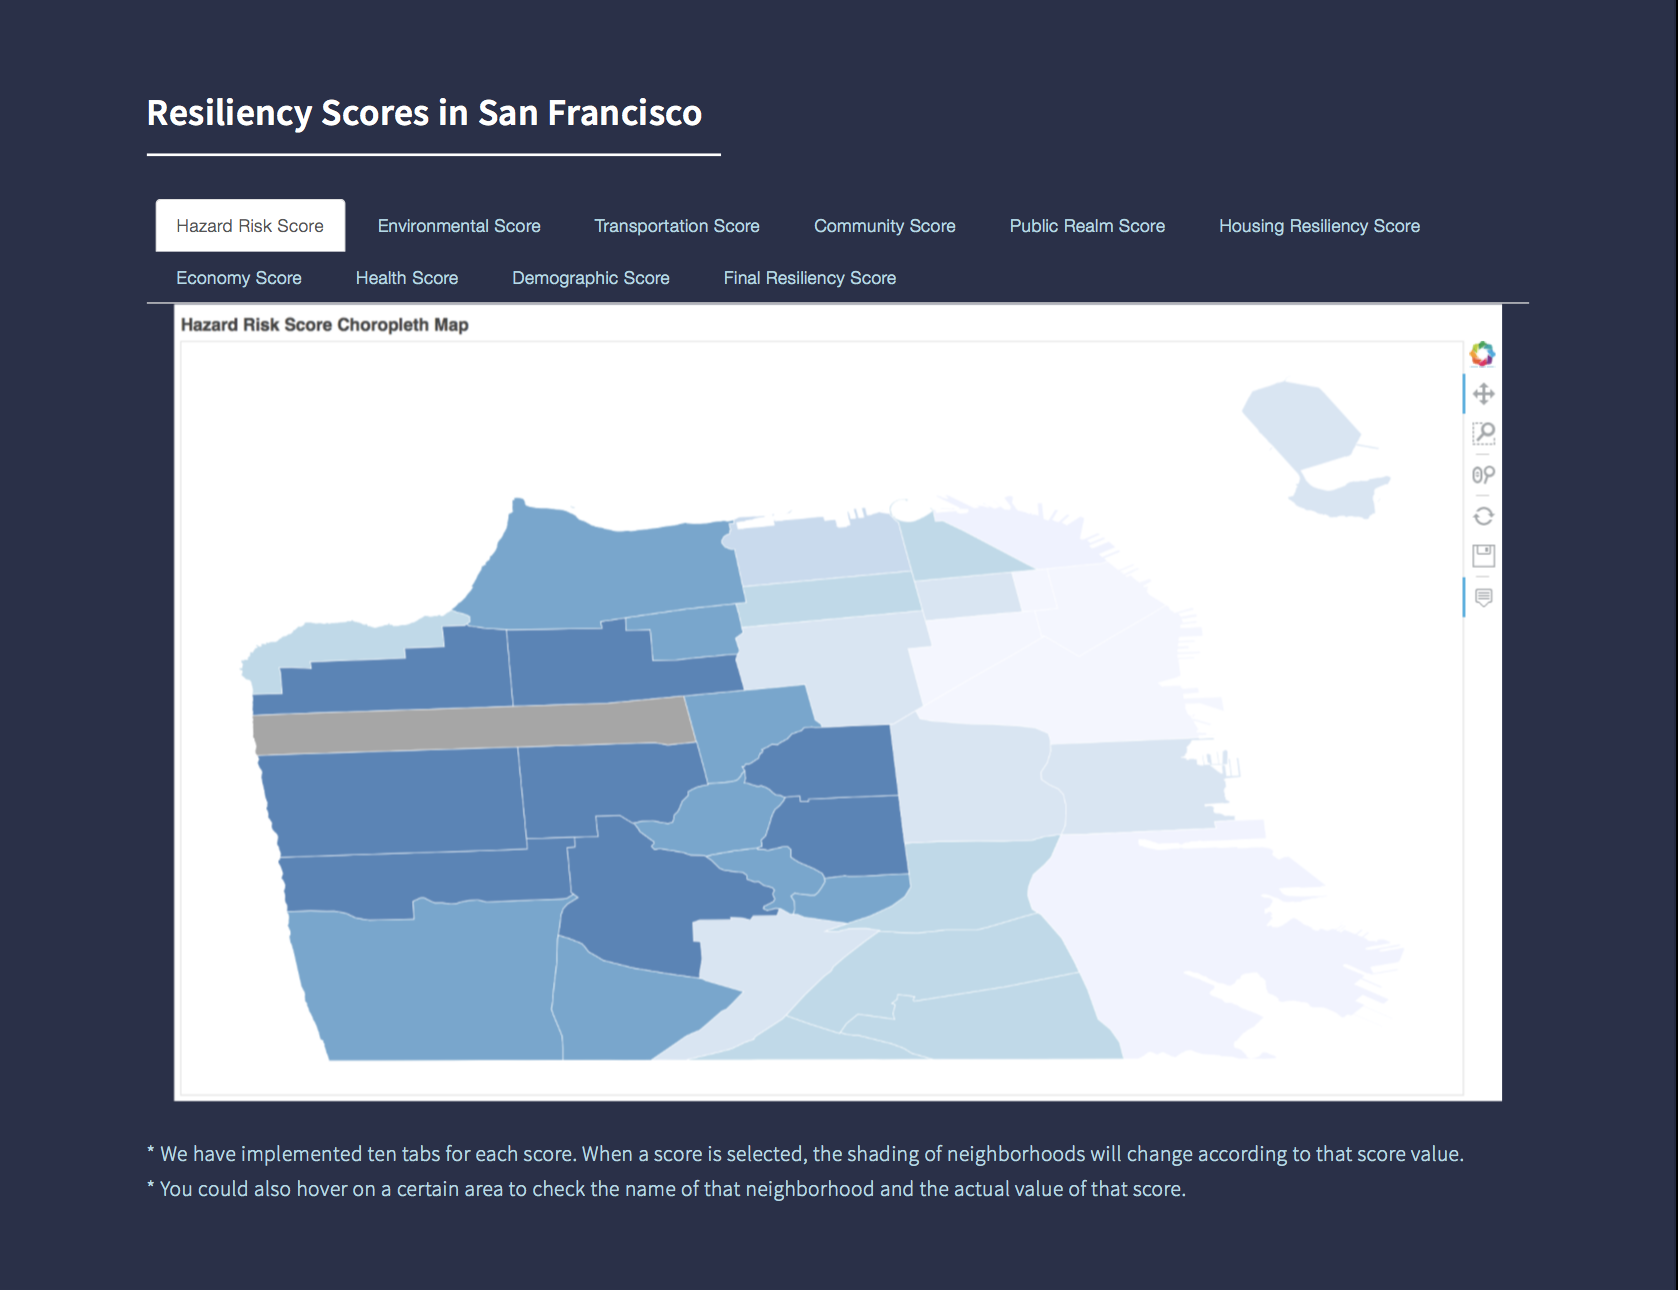 Resiliency Scores in San Francisco
Hazard Risk Score Environmental Score Transportation Score Community Score Public Realm Score Housing Resiliency Score
Economy Score Health Score Demographic Score Final Resiliency Score
Hazard Risk Score Choropleth Map
* We have implemented ten tabs for each score. When a score is selected, the shading of neighborhoods will change according to that score value.
* You could also hover on a certain area to check the name of that neighborhood and the actual value of that score.